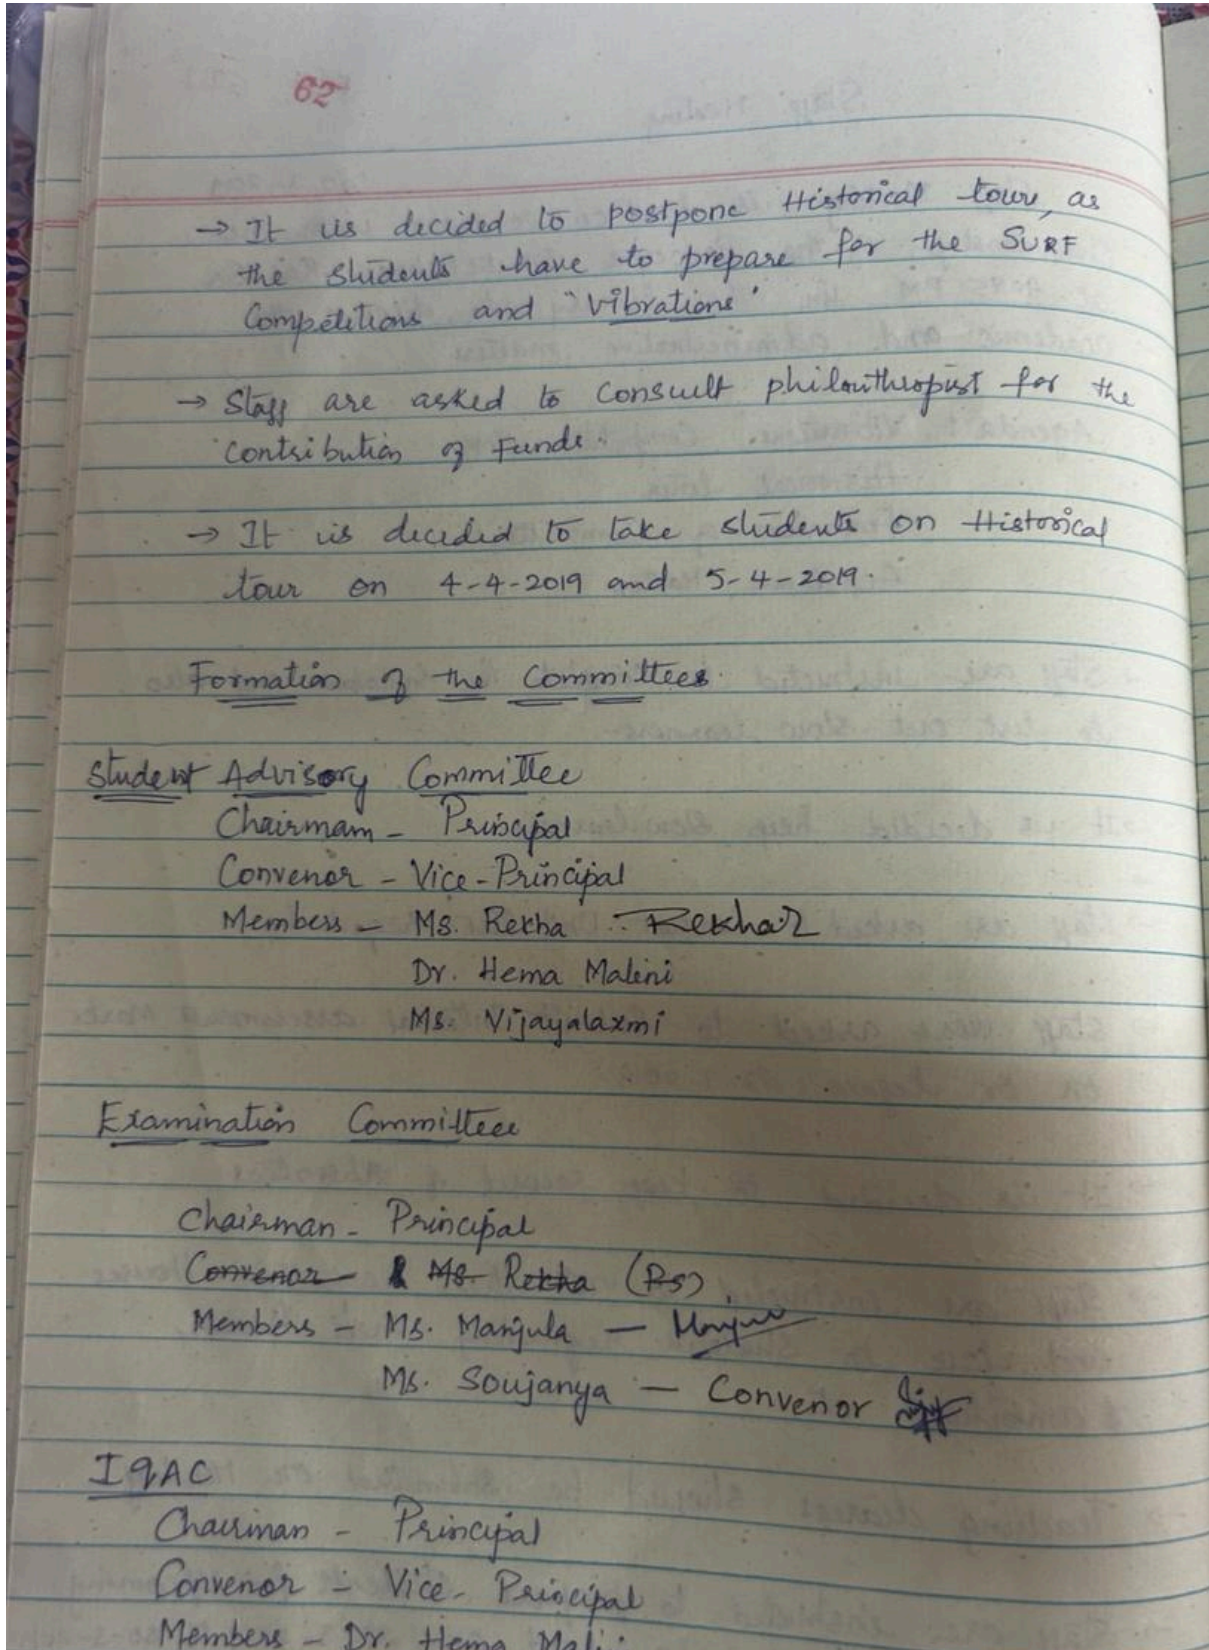 62
→ It is decided to postpone Historical tour, as
the students have to prepare for the SURF
Competitions and "Vibrations"
→ Staff are asked to consult philanthropist for the
contribution of Funds.
→ It is decided to take students on Historical
tour on 4-4-2019 and 5-4-2019.
Formation of the Committees.
Student Advisory Committee
Chairmam - Principal
Convenor - Vice-Principal
Members - Ms. Rekha Rekha
Dr. Hema Malini
Ms. Vijayalaxmi
Examination Committee
Chairman - Principal
Convenor - Ms. Rekha (Rs)
Members - Ms. Manjula -
Ms. Soujanya - Convenor
IQAC
Chairman - Principal
Convenor - Vice-Principal
Members - Dr. Hema Mali